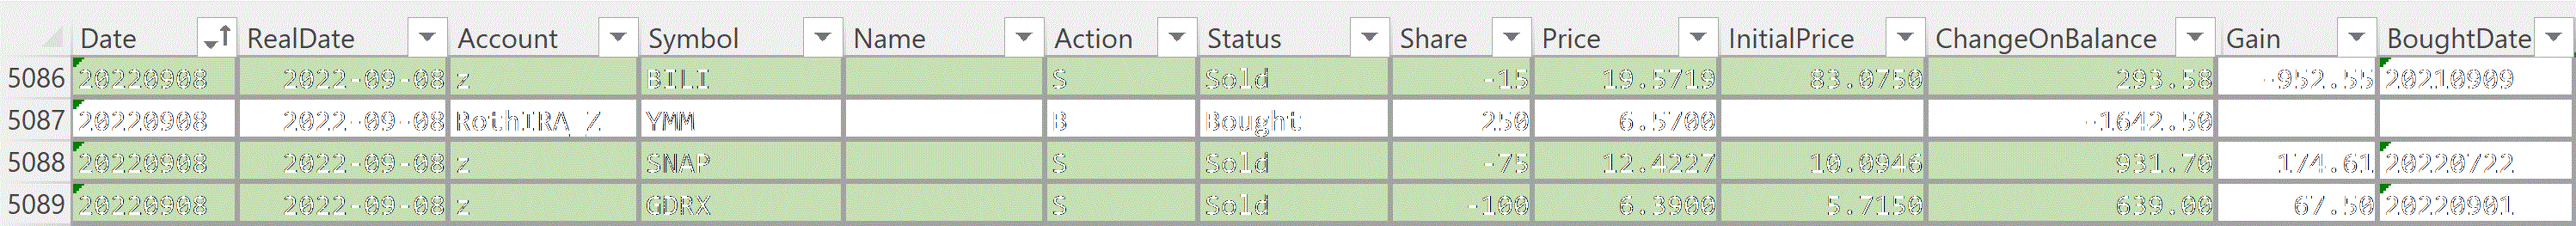 Date RealDate Account Symbol Name Action Status Share Price InitialPrice ChangeOnBalance Gain BoughtDate
5086 20220908 2022-09-08 z BILI S Sold -15 19.5719 83.0750 293.58 -952.55 20210909
5087 20220908 2022-09-08 RothIRA_Z YMM B Bought 250 6.5700 -1642.50
5088 20220908 2022-09-08 z SNAP S Sold -75 12.4227 10.0946 931.70 174.61 20220722
5089 20220908 2022-09-08 z GDRX S Sold -100 6.3900 5.7150 639.00 67.50 20220901